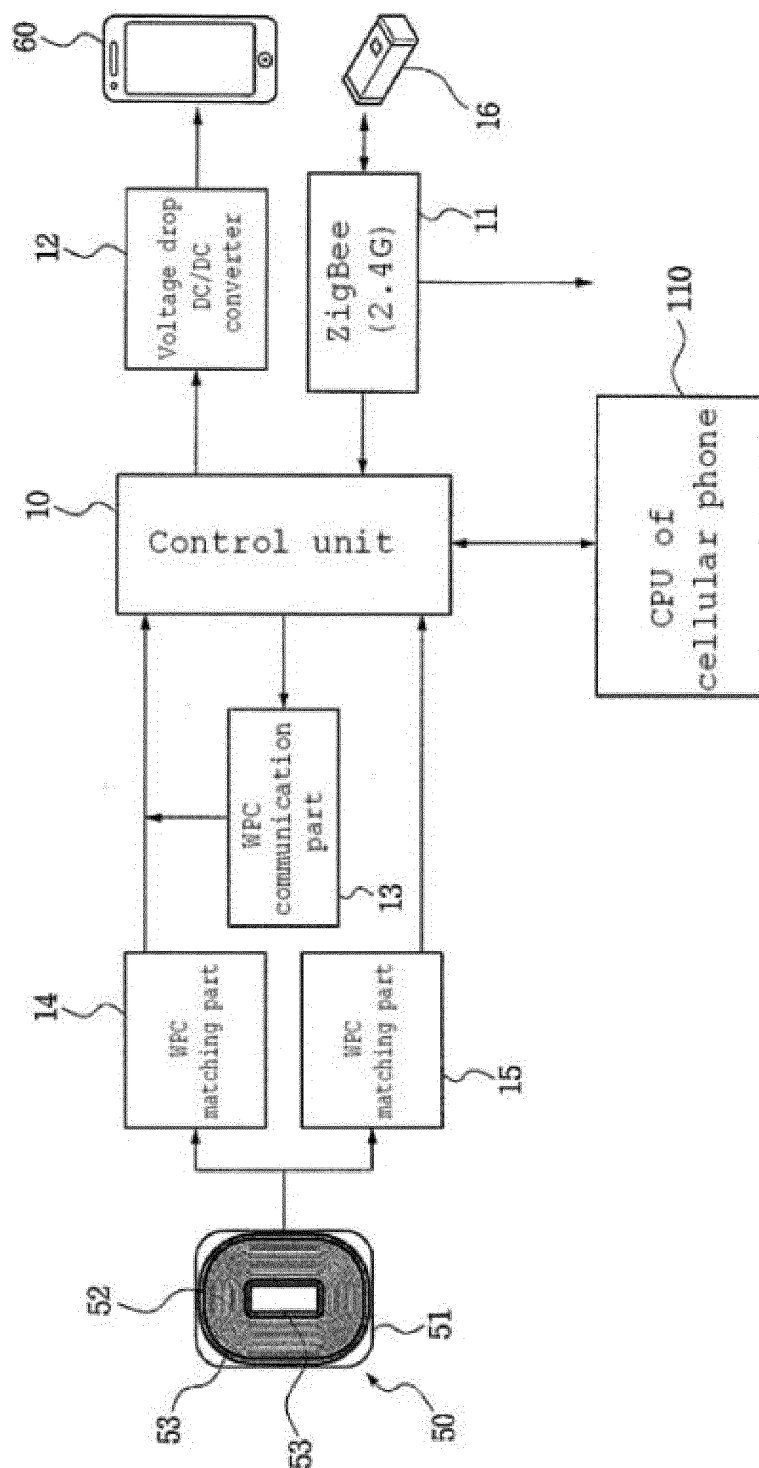 60
16
12
Voltage drop
DC/DC
converter
11
ZigBee
(2.4G)
110
10
Control unit
CPU of
cellular phone
WPC
communication
part
13
14
WPC
matching part
WPC
matching part
15
52
53
53
51
50